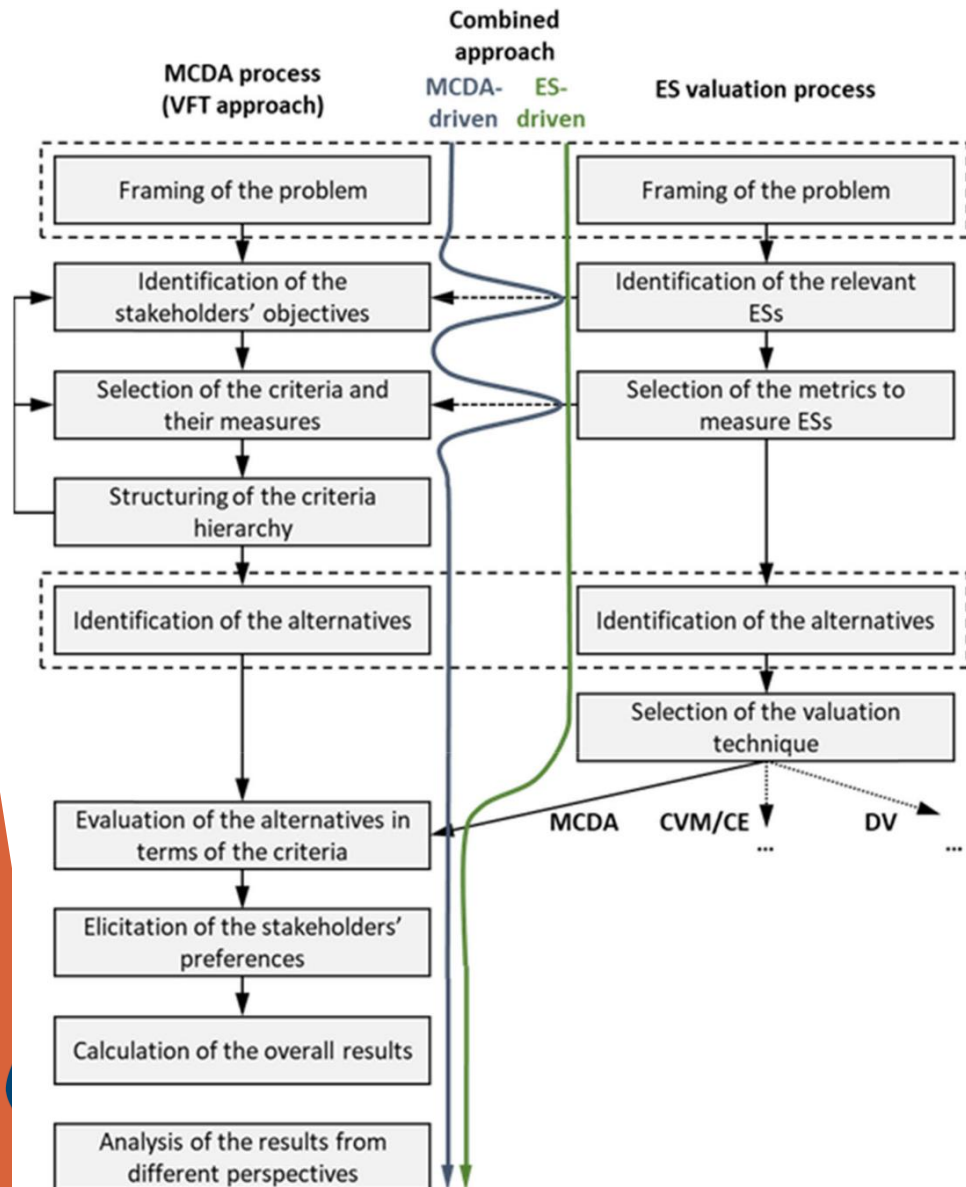 Combined
approach
MCDA process
(VFT approach)
MCDA-
driven
ES-
driven
ES valuation process
Framing of the problem
Framing of the problem
Identification of the
stakeholders' objectives
Identification of the relevant
ESs
Selection of the criteria and
their measures
Selection of the metrics to
measure ESs
Structuring of the criteria
hierarchy
Identification of the alternatives
Identification of the alternatives
Selection of the valuation
technique
Evaluation of the alternatives in
terms of the criteria
MCDA
CVM/CE
...
DV
...
Elicitation of the stakeholders'
preferences
Calculation of the overall results
Analysis of the results from
different perspectives